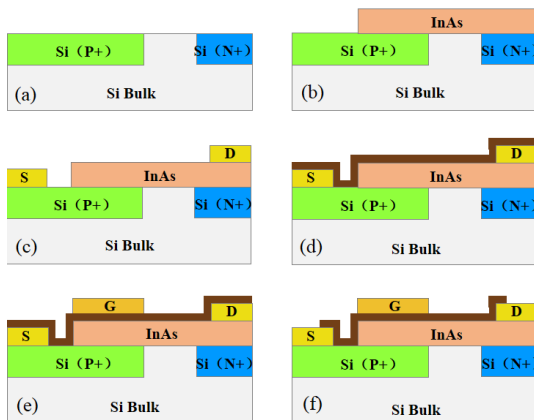 Si（P+） Si（N+）
Si Bulk
(a)
InAs
Si（P+） Si（N+）
Si Bulk
(b)
D
S InAs
Si（P+） Si（N+）
Si Bulk
(c)
D
S InAs
Si（P+） Si（N+）
Si Bulk
(d)
G D
S InAs
Si（P+） Si（N+）
Si Bulk
(e)
G D
S InAs
Si（P+） Si（N+）
Si Bulk
(f)